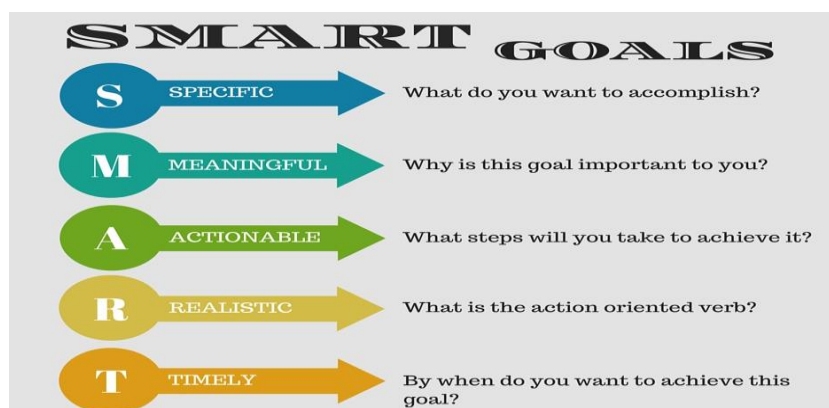 SMART GOALS
S SPECIFIC What do you want to accomplish?
M MEANINGFUL Why is this goal important to you?
A ACTIONABLE What steps will you take to achieve it?
R REALISTIC What is the action oriented verb?
T TIMELY By when do you want to achieve this
goal?